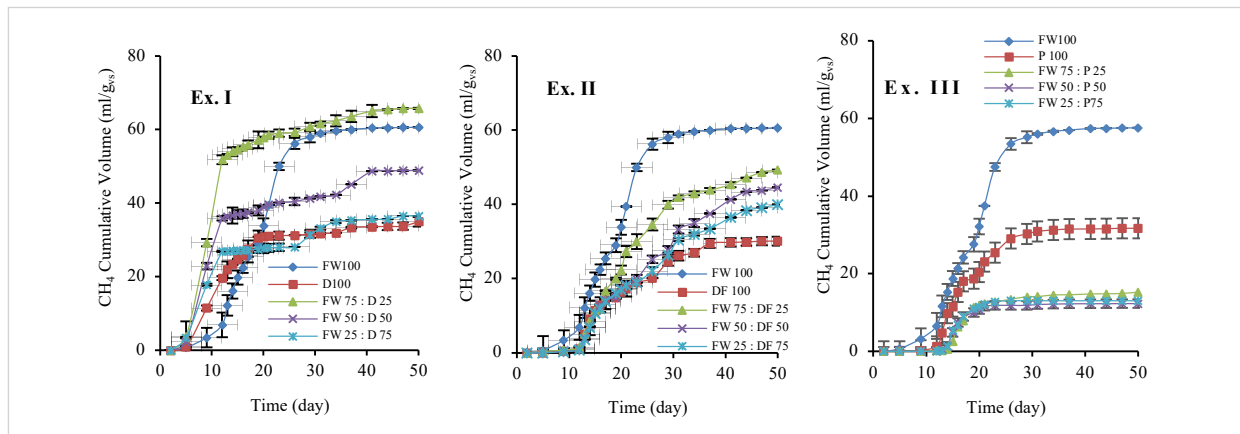 CH4 Cumulative Volume (ml/gvs)
80
60
40
20
0
Ex. I
FW100
D100
FW 75 : D 25
FW 50 : D 50
FW 25 : D 75
0 10 20 30 40 50
Time (day)
CH4 Cumulative Volume (ml/gvs)
80
60
40
20
0
Ex. II
FW 100
DF 100
FW 75 : DF 25
FW 50 : DF 50
FW 25 : DF 75
0 10 20 30 40 50
Time (day)
CH4 Cumulative Volume (ml/gvs)
80
60
40
20
0
FW100
P 100
FW 75 : P 25
FW 50 : P 50
FW 25 : P75
Ex. III
0 10 20 30 40 50
Time (day)